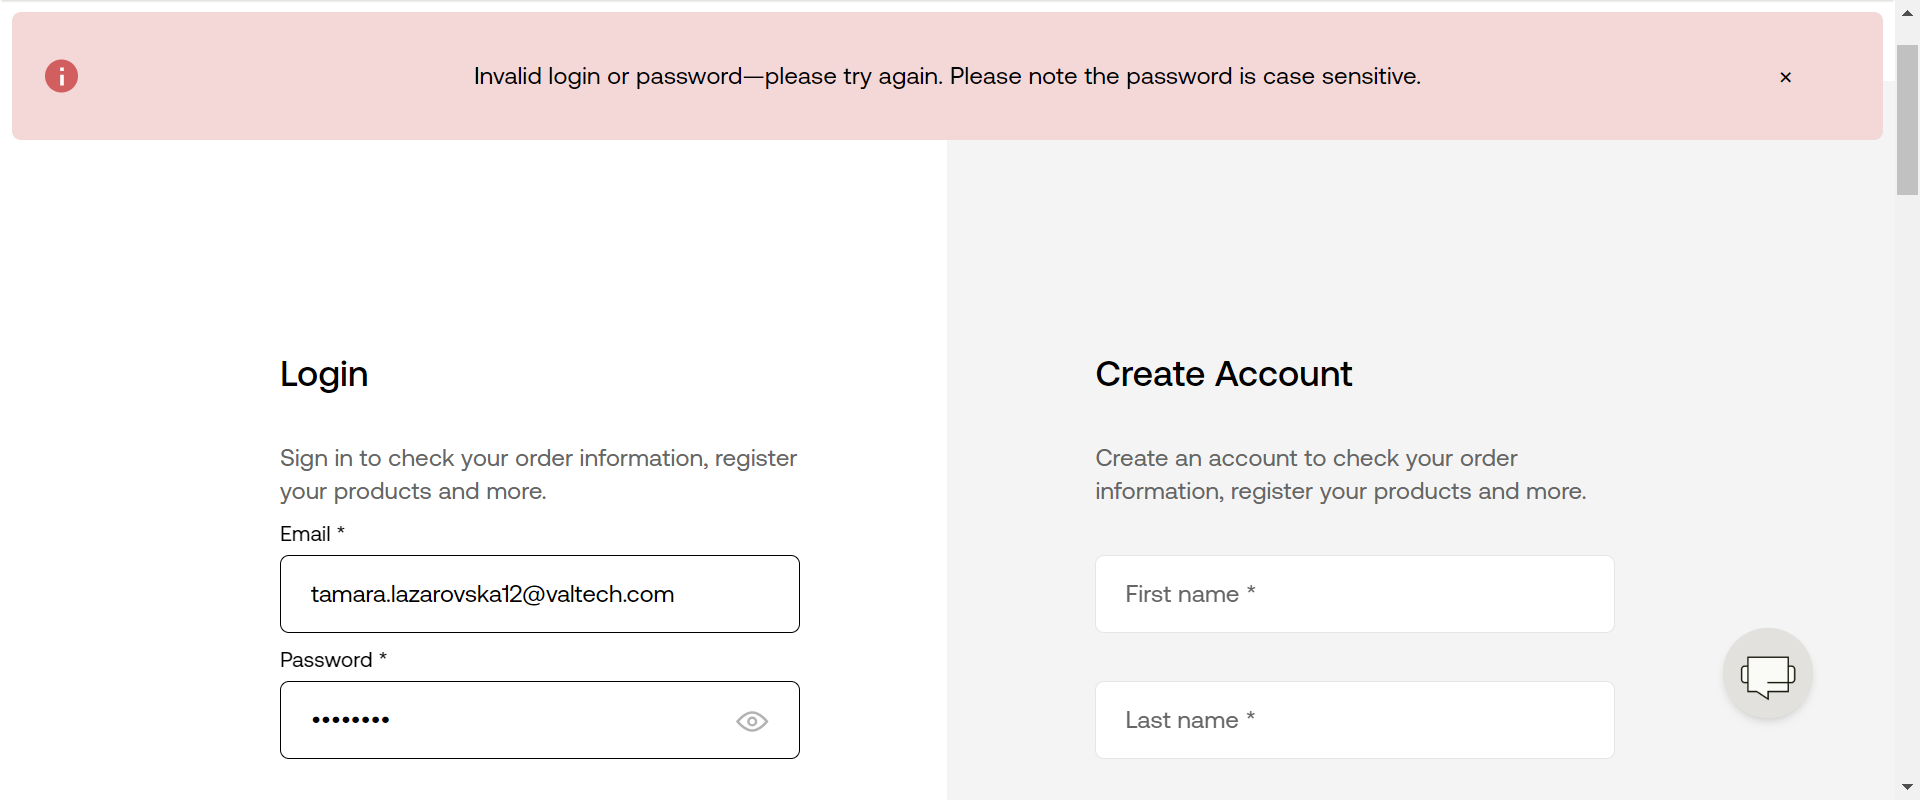 Invalid login or password—please try again. Please note the password is case sensitive.
×
Login
Sign in to check your order information, register
your products and more.
Email *
tamara.lazarovska12@valtech.com
Password *
••••••••
Create Account
Create an account to check your order
information, register your products and more.
First name *
Last name *